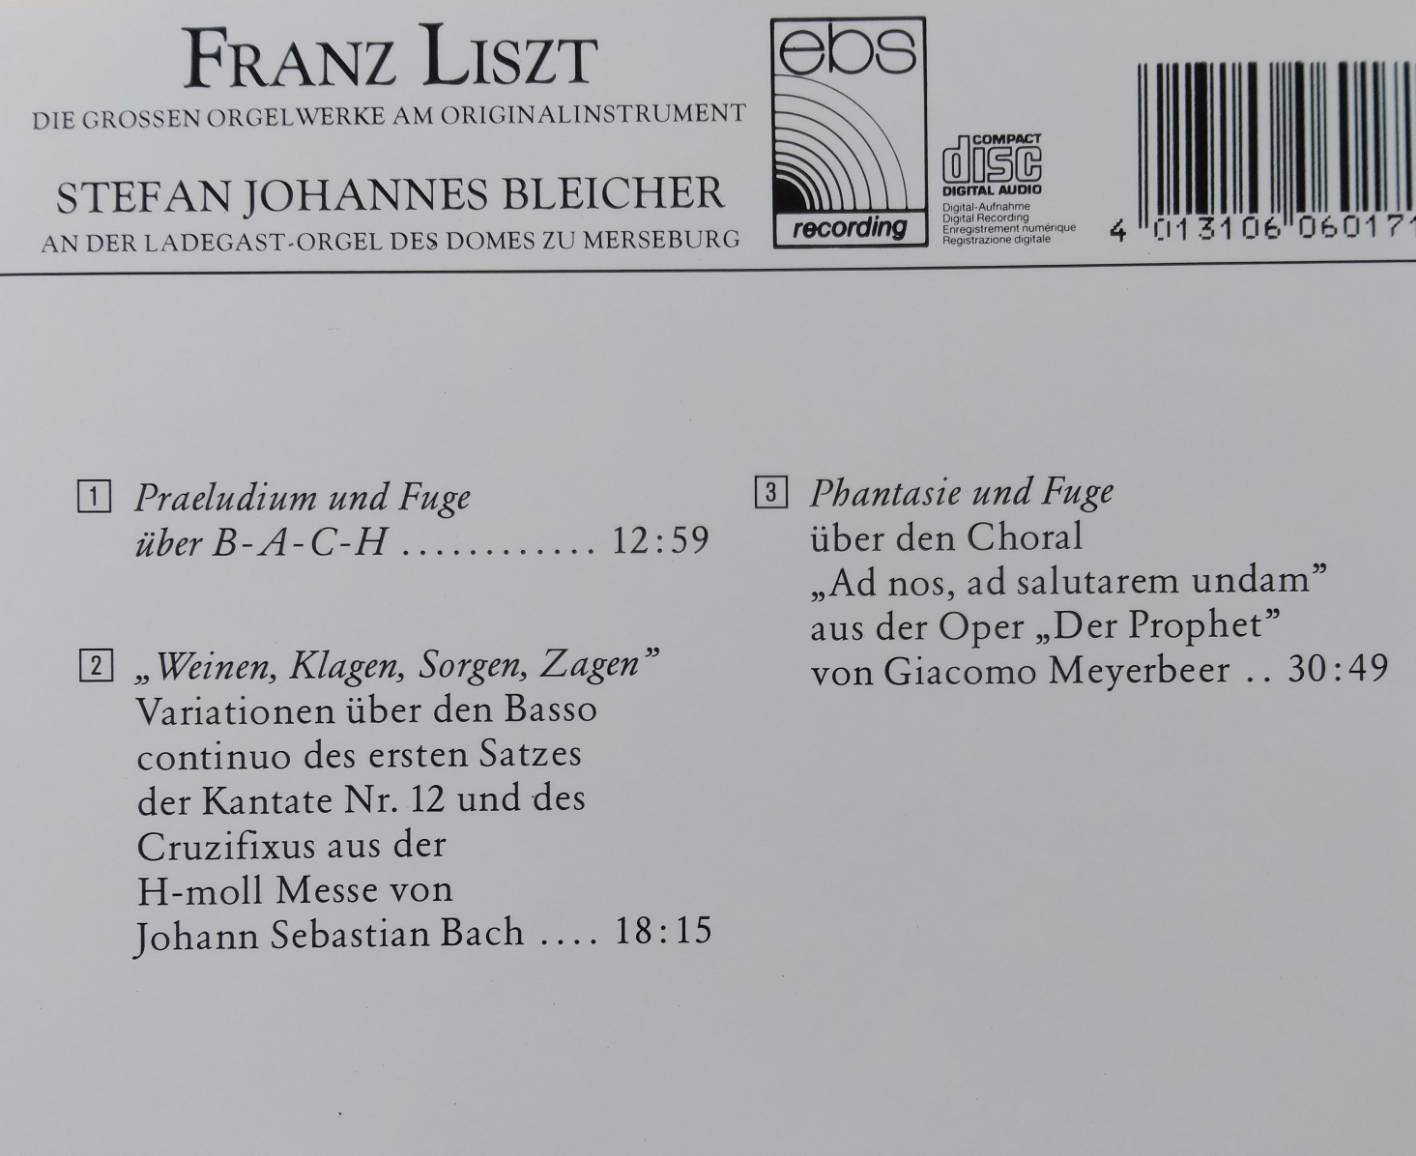 FRANZ LISZT
DIE GROSSEN ORGELWERKE AM ORIGINALINSTRUMENT
STEFAN JOHANNES BLEICHER
AN DER LADEGAST-ORGEL DES DOMES ZU MERSEBURG
ebs
recording
COMPACT
disc
DIGITAL AUDIO
Digital-Aufnahme
Digital Recording
Enregistrement numérique
Registrazione digitale
4 013106 060171
1 Praeludium und Fuge
über B-A-C-H ............ 12:59
2 „Weinen, Klagen, Sorgen, Zagen”
Variationen über den Basso
continuo des ersten Satzes
der Kantate Nr. 12 und des
Cruzifixus aus der
H-moll Messe von
Johann Sebastian Bach .... 18:15
3 Phantasie und Fuge
über den Choral
„Ad nos, ad salutarem undam”
aus der Oper „Der Prophet”
von Giacomo Meyerbeer .. 30:49